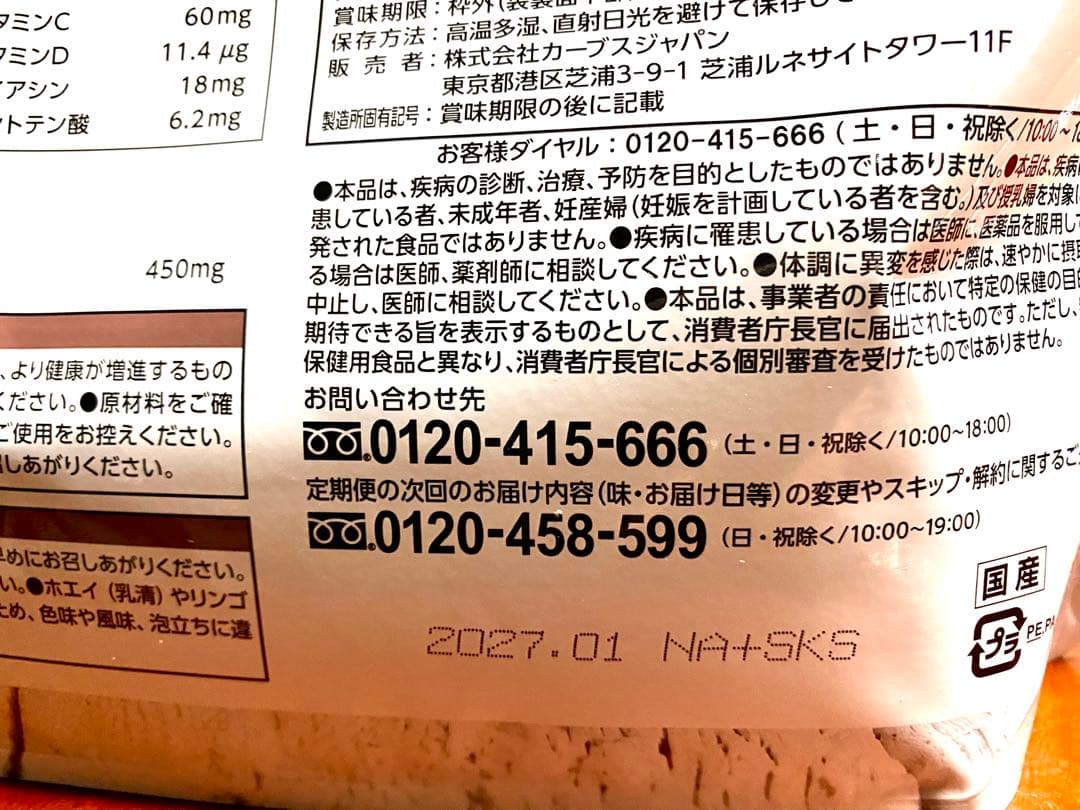 タミンC 60mg
タミンD 11.4μg
イアシン 18mg
ントテン酸 6.2mg
450mg
、より健康が増進するもの
ください。●原材料をご確
ご使用をお控えください。
しあがりください。
早めにお召しあがりください。
い。●ホエイ(乳清)やリンゴ
ため、色味や風味、泡立ちに違
賞味期限:枠外
保存方法:高温多湿、直射日光を避けて保存し
販売者:株式会社カーブスジャパン
東京都港区芝浦3-9-1 芝浦ルネサイトタワー11F
製造所固有記号:賞味期限の後に記載
お客様ダイヤル:0120-415-666(土・日・祝除く/10:00~
●本品は、疾病の診断、治療、予防を目的としたものではありません。●本品は、疾病
患している者、未成年者、妊産婦(妊娠を計画している者を含む。)及び授乳婦を対象に
発された食品ではありません。●疾病に罹患している場合は医師に、医薬品を服用して
る場合は医師、薬剤師に相談してください。●体調に異変を感じた際は、速やかに摂取
中止し、医師に相談してください。●本品は、事業者の責任において特定の保健の目的
期待できる旨を表示するものとして、消費者庁長官に届出されたものです。ただし、
保健用食品と異なり、消費者庁長官による個別審査を受けたものではありません。
お問い合わせ先
0120-415-666(土・日・祝除く/10:00~18:00)
定期便の次回のお届け内容(味・お届け日等)の変更やスキップ・解約に関するご
0120-458-599(日・祝除く/10:00~19:00)
国産
プラ PE,PA
2027.01 NA+SKS